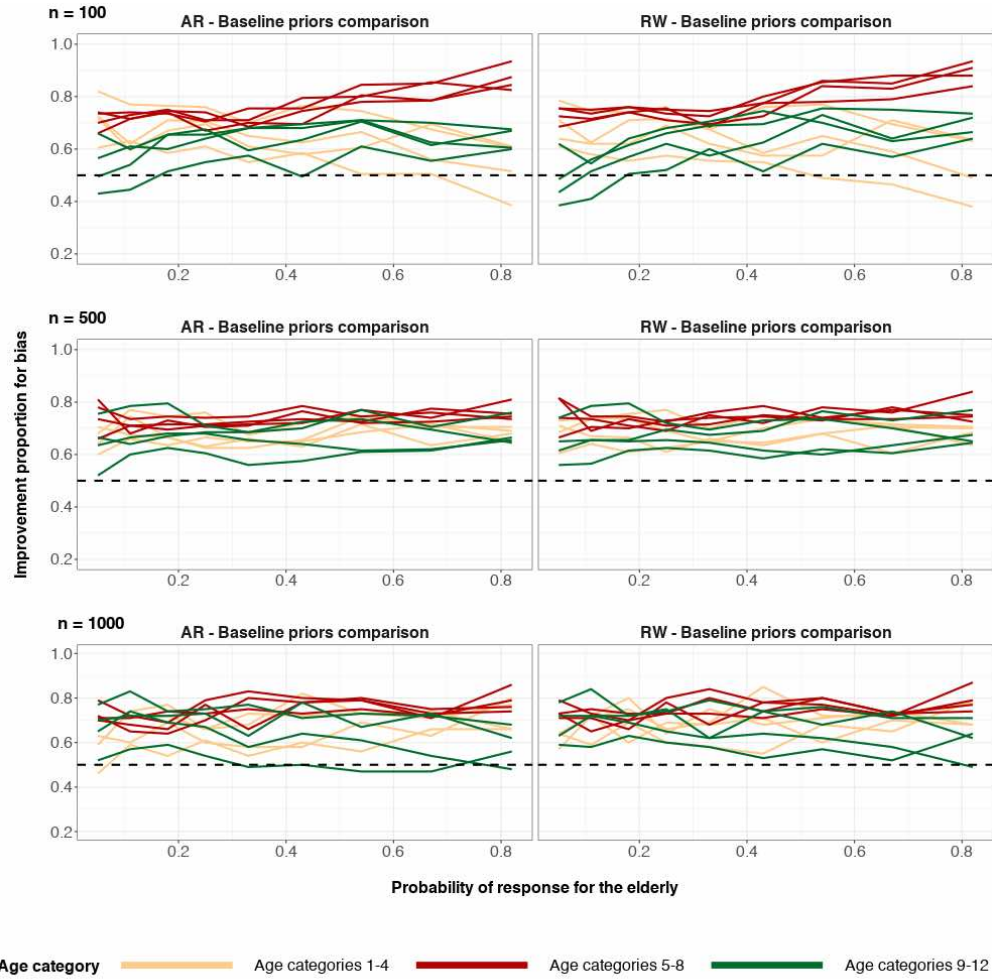 n = 100
AR - Baseline priors comparison
RW - Baseline priors comparison
1.0
0.8
0.6
0.4
0.2
0.2 0.4 0.6 0.8
0.2 0.4 0.6 0.8
n = 500
AR - Baseline priors comparison
RW - Baseline priors comparison
1.0
0.8
0.6
0.4
0.2
0.2 0.4 0.6 0.8
0.2 0.4 0.6 0.8
Improvement proportion for bias
n = 1000
AR - Baseline priors comparison
RW - Baseline priors comparison
1.0
0.8
0.6
0.4
0.2
0.2 0.4 0.6 0.8
0.2 0.4 0.6 0.8
Probability of response for the elderly
Age category Age categories 1-4 Age categories 5-8 Age categories 9-12